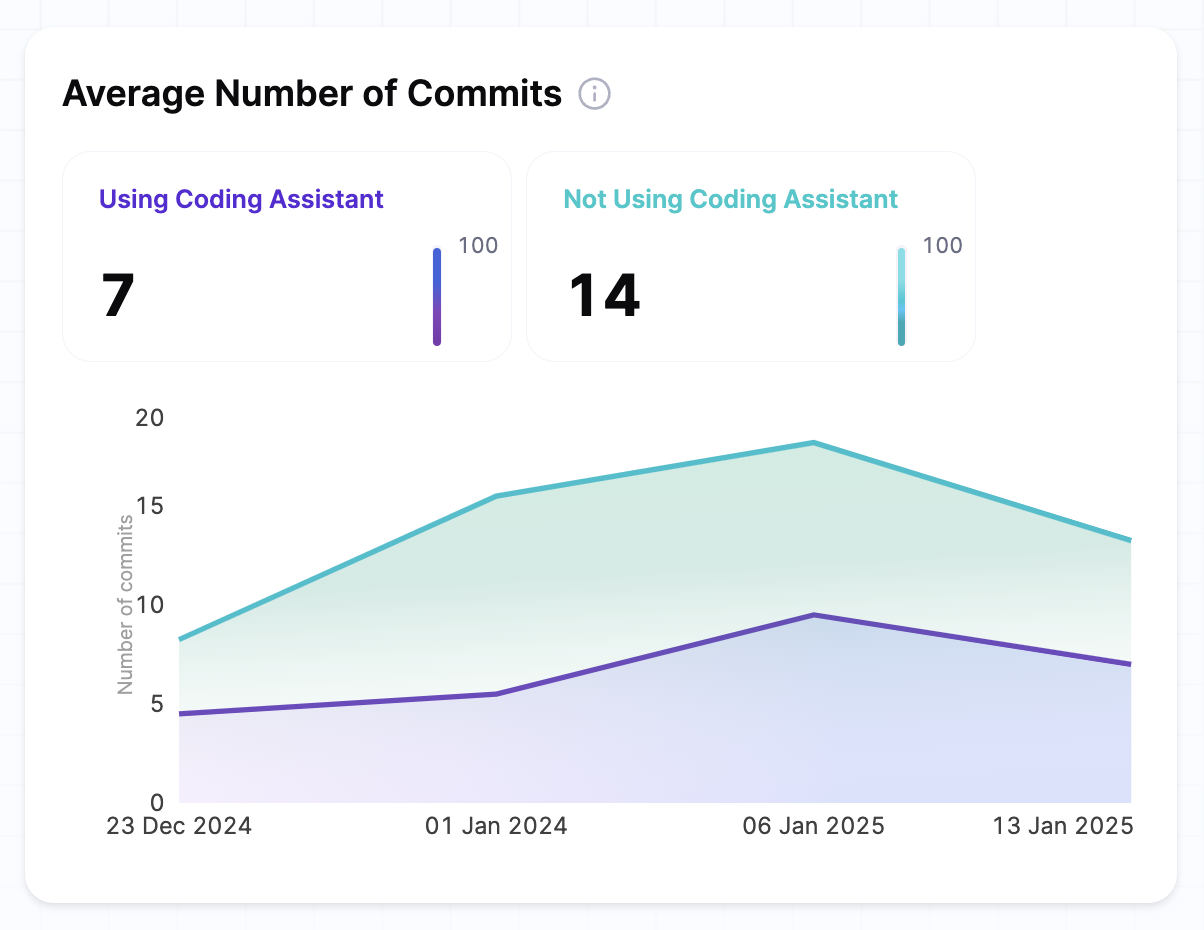 Average Number of Commits
Using Coding Assistant
100
7
Not Using Coding Assistant
100
14
Number of commits
20
15
10
5
0
23 Dec 2024
01 Jan 2024
06 Jan 2025
13 Jan 2025